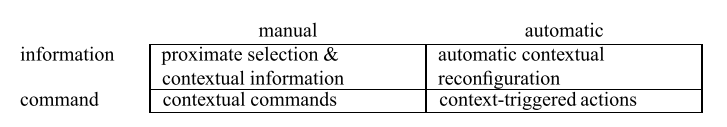 manual automatic
information proximate selection & automatic contextual
contextual information reconfiguration
command contextual commands context-triggered actions